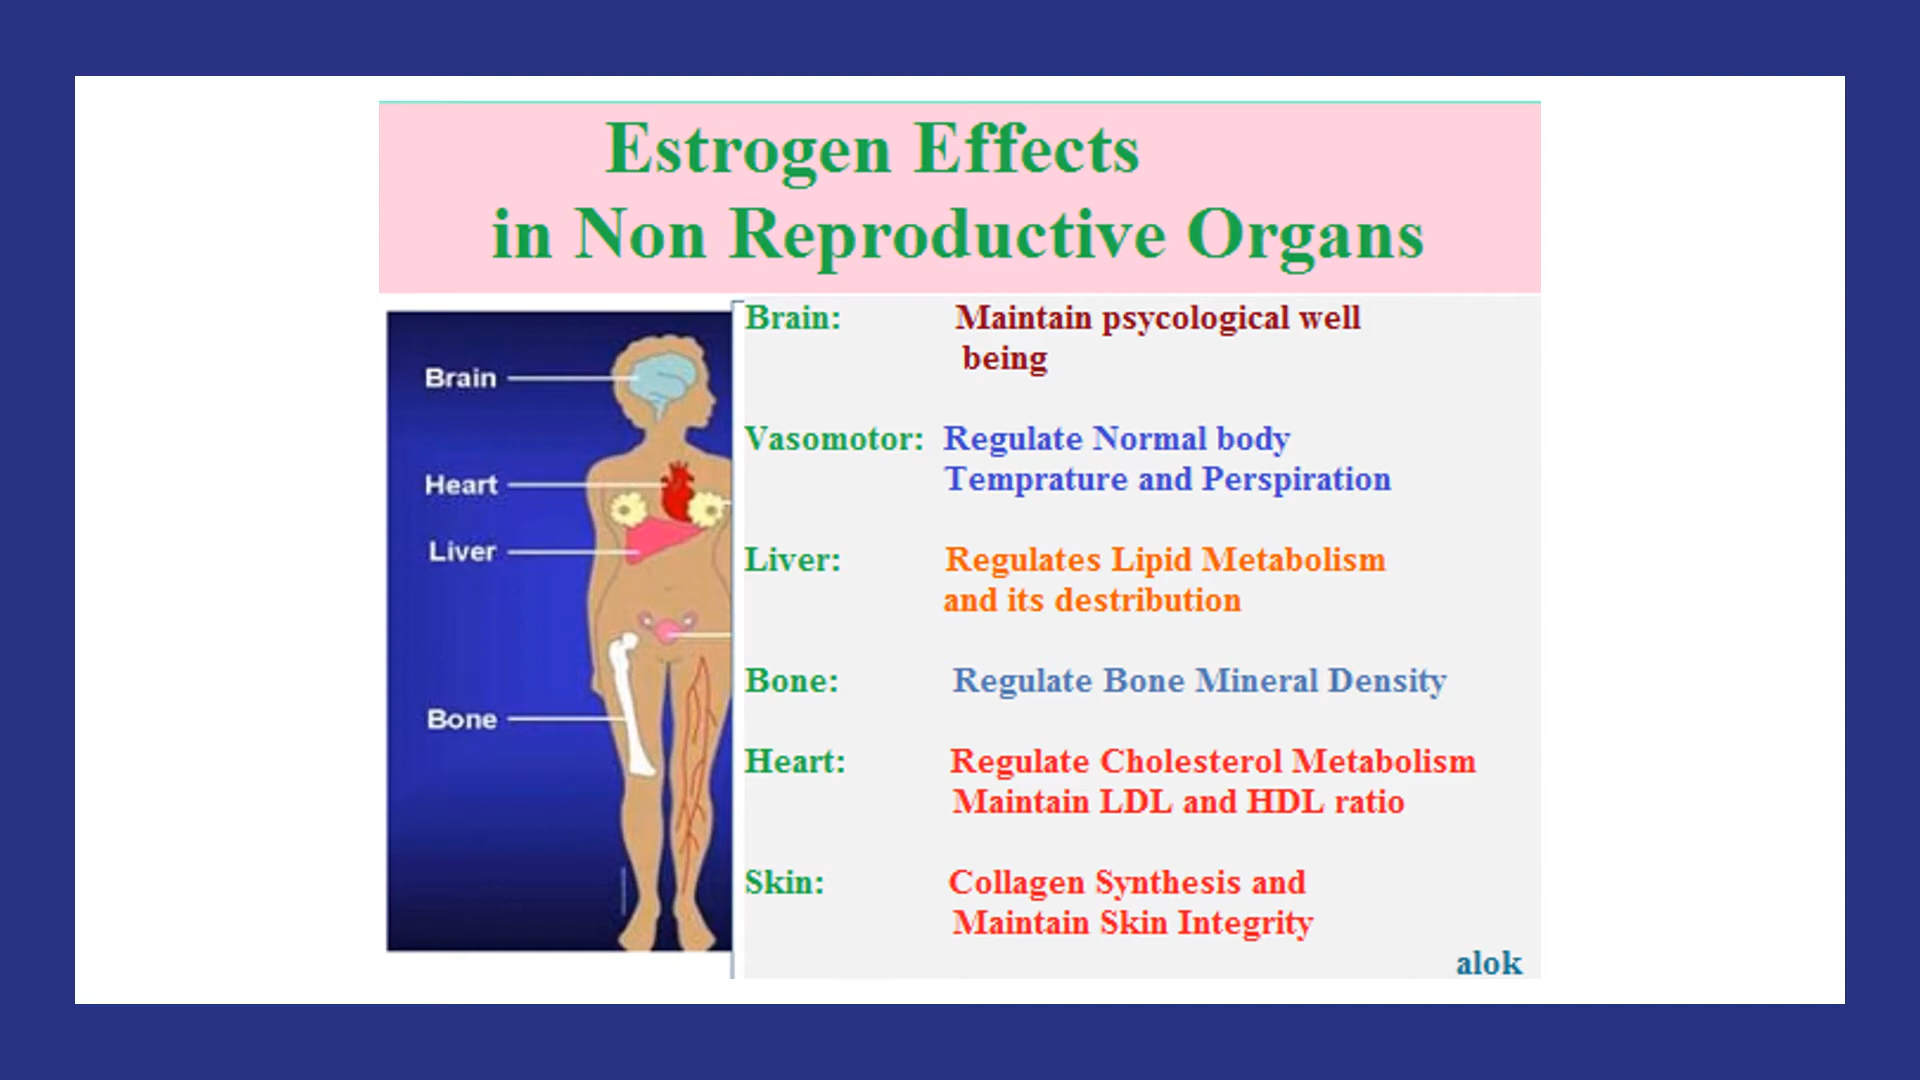 Estrogen Effects
in Non Reproductive Organs
Brain
Heart
Liver
Bone
Brain: Maintain psycological well
being
Vasomotor: Regulate Normal body
Temprature and Perspiration
Liver: Regulates Lipid Metabolism
and its destribution
Bone: Regulate Bone Mineral Density
Heart: Regulate Cholesterol Metabolism
Maintain LDL and HDL ratio
Skin: Collagen Synthesis and
Maintain Skin Integrity
alok